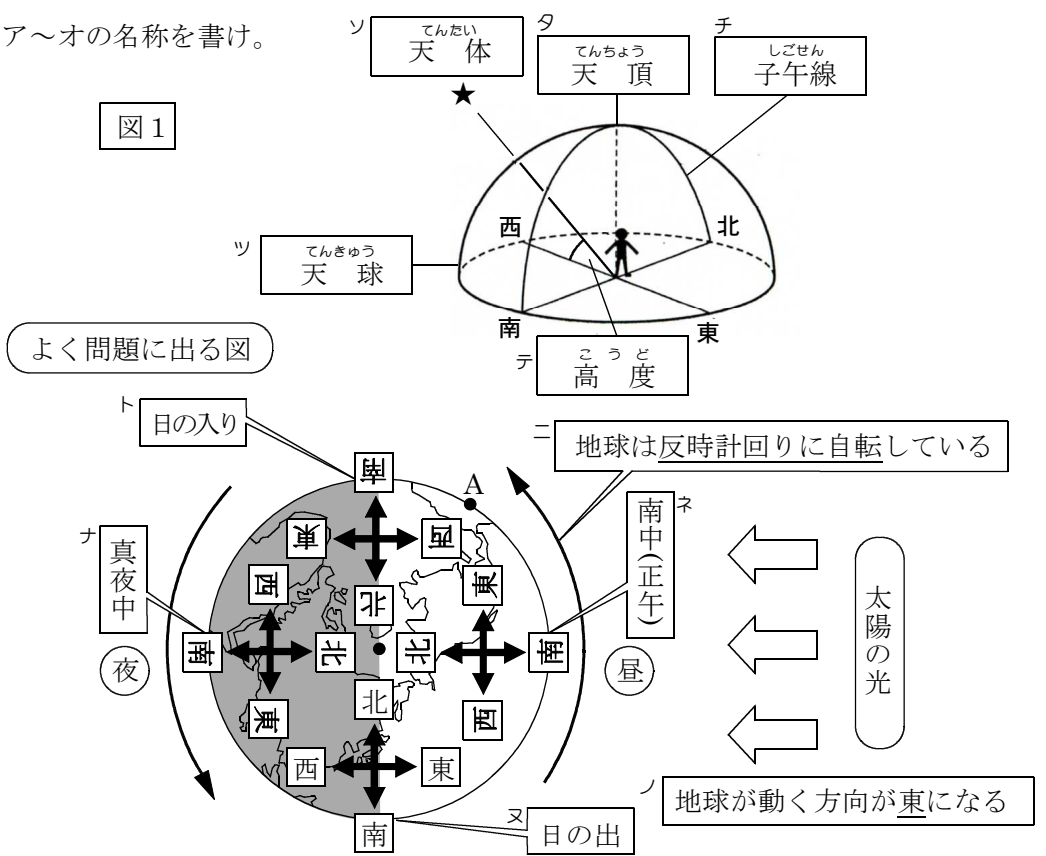 ア～オの名称を書け。
図１
ソ
てんたい
天体
タ
てんちょう
天頂
チ
しごせん
子午線
西
北
南
東
ツ
てんきゅう
天球
テ
こうど
高度
よく問題に出る図
ト
日の入り
ニ
地球は反時計回りに自転している
ナ
真夜中
夜
ネ
南中(正午)
昼
太陽の光
A
南
東
西
北
西
南
北
東
北
東
南
西
北
西
東
南
ヌ
日の出
ノ
地球が動く方向が東になる